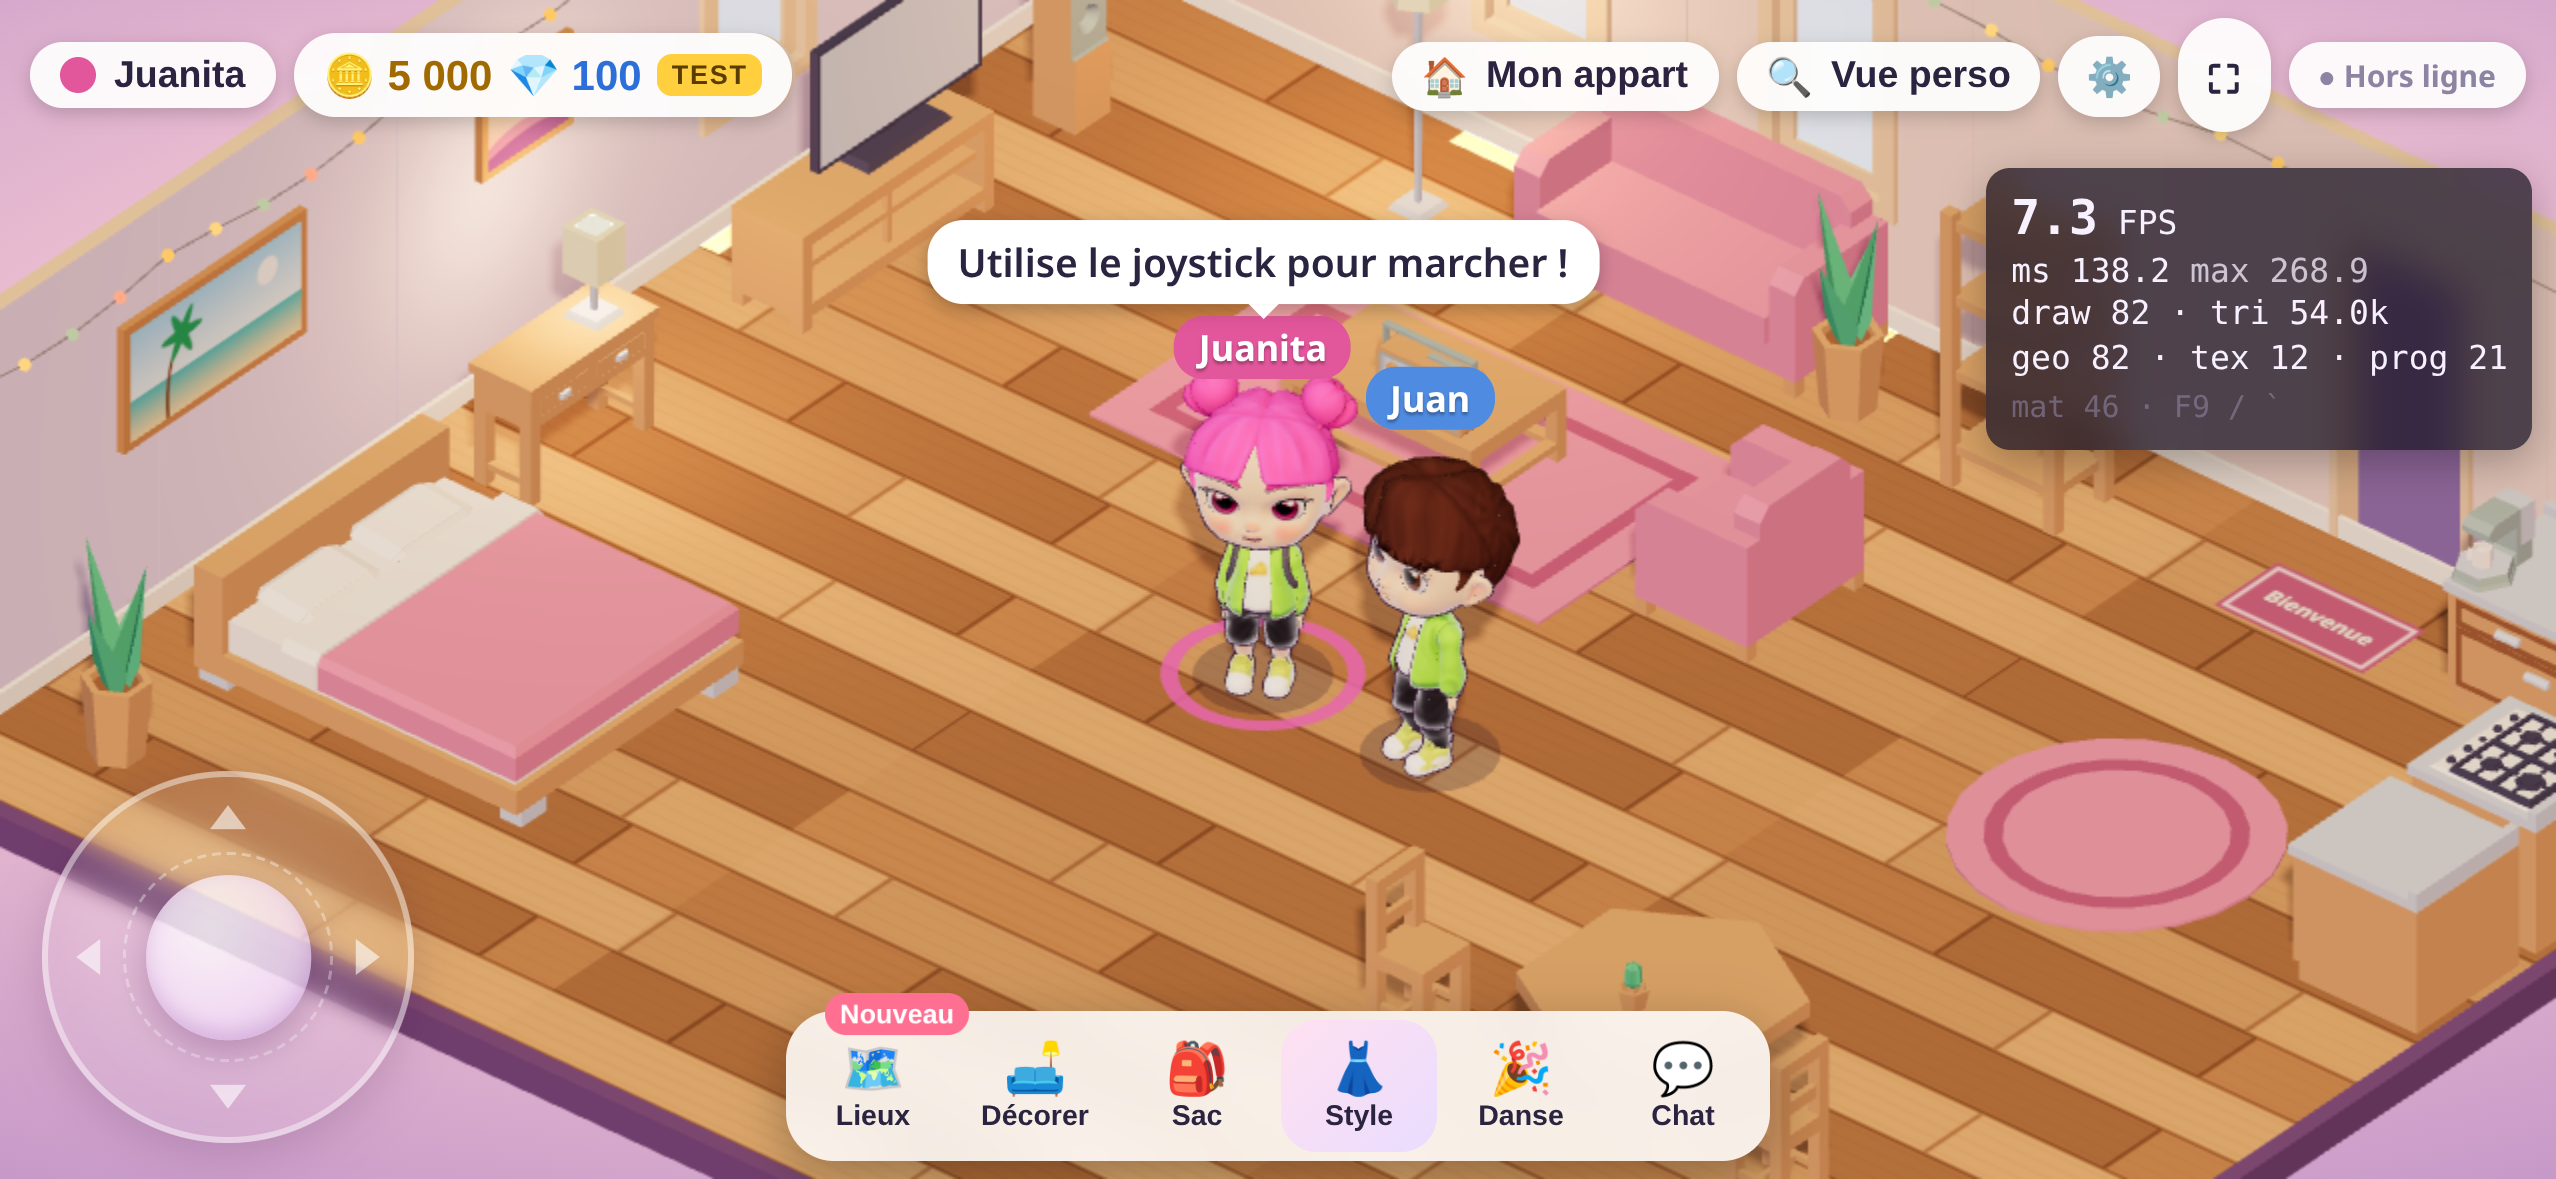 Juanita
5 000 100 TEST
Mon appart
Vue perso
Hors ligne
7.3 FPS
ms 138.2 max 268.9
draw 82 · tri 54.0k
geo 82 · tex 12 · prog 21
mat 46 · F9 / `
Utilise le joystick pour marcher !
Juanita
Juan
Bienvenue
Nouveau
Lieux
Décorer
Sac
Style
Danse
Chat